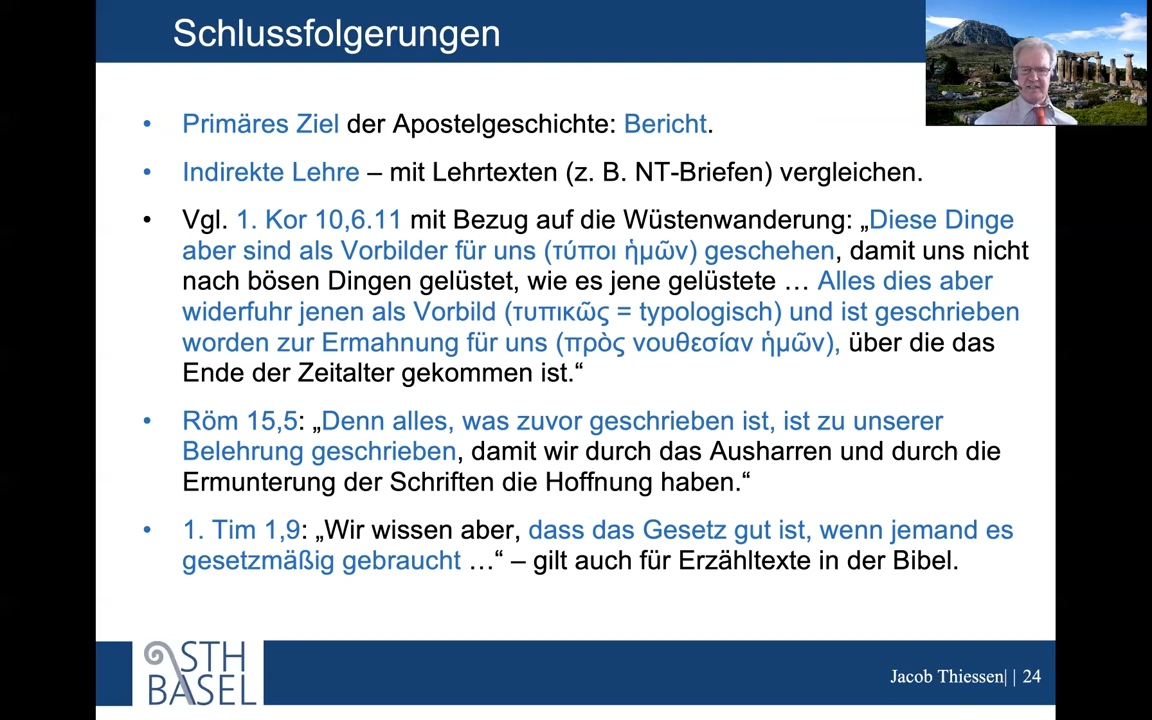 Schlussfolgerungen
• Primäres Ziel der Apostelgeschichte: Bericht.
• Indirekte Lehre – mit Lehrtexten (z. B. NT-Briefen) vergleichen.
• Vgl. 1. Kor 10,6.11 mit Bezug auf die Wüstenwanderung: „Diese Dinge
aber sind als Vorbilder für uns (τύποι ἡμῶν) geschehen, damit uns nicht
nach bösen Dingen gelüstet, wie es jene gelüstete … Alles dies aber
widerfuhr jenen als Vorbild (τυπικῶς = typologisch) und ist geschrieben
worden zur Ermahnung für uns (πρὸς νουθεσίαν ἡμῶν), über die das
Ende der Zeitalter gekommen ist.“
• Röm 15,5: „Denn alles, was zuvor geschrieben ist, ist zu unserer
Belehrung geschrieben, damit wir durch das Ausharren und durch die
Ermunterung der Schriften die Hoffnung haben.“
• 1. Tim 1,9: „Wir wissen aber, dass das Gesetz gut ist, wenn jemand es
gesetzmäßig gebraucht …“ – gilt auch für Erzähltexte in der Bibel.
STH
BASEL
Jacob Thiessen| | 24